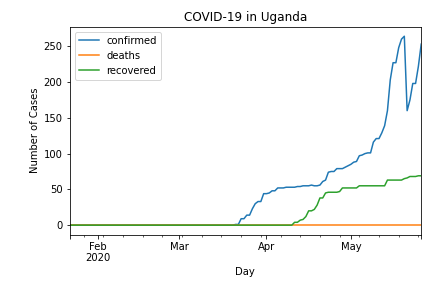 COVID-19 in Uganda
confirmed
deaths
recovered
250
200
150
100
50
0
Number of Cases
Feb
2020
Mar
Apr
May
Day